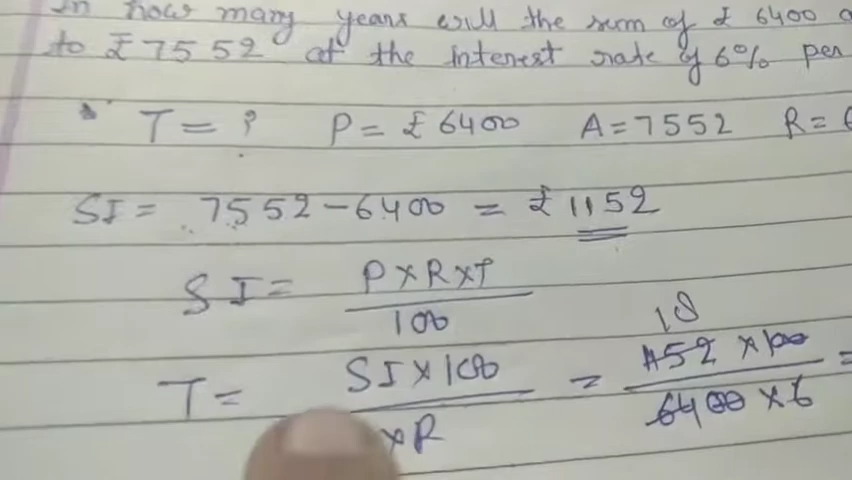 In how many years will the sum of ₹ 6400
to ₹7552 at the interest rate of 6% per
T = ? P = ₹6400 A = 7552 R =
SI = 7552 - 6400 = ₹1152
SI = P×R×T / 100
18
T = SI×100 / ×R = 1152 ×100 / 6400 ×6 =